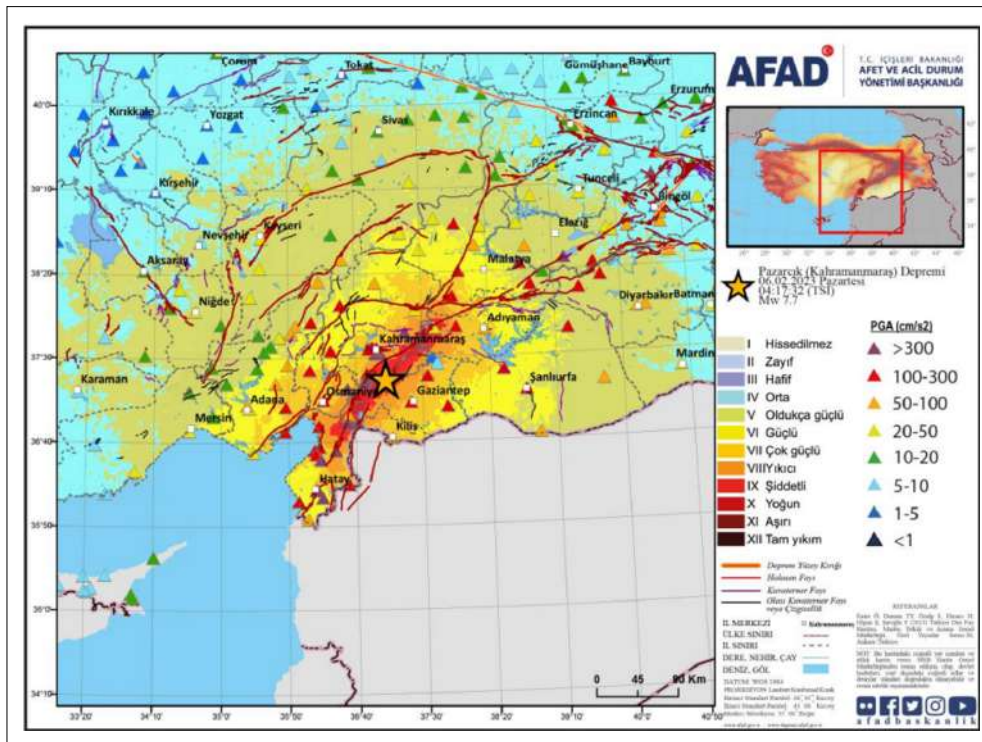 AFAD
T.C. İÇİŞLERİ BAKANLIĞI
AFET VE ACİL DURUM
YÖNETİMİ BAŞKANLIĞI
Çorum
Tokat
Gümüşhane
Bayburt
Erzurum
Kırıkkale
Yozgat
Sivas
Erzincan
Kırşehir
Tunceli
Bingöl
Nevşehir
Kayseri
Elazığ
Aksaray
Malatya
Niğde
Diyarbakır
Batman
Adıyaman
Kahramanmaraş
Mardin
Karaman
Osmaniye
Gaziantep
Şanlıurfa
Adana
Mersin
Kilis
Hatay
40°0'
39°10'
38°20'
37°30'
36°40'
35°50'
36°0'
34°10'
33°20'
34°10'
35°0'
35°50'
36°40'
37°30'
38°20'
39°10'
40°0'
0 45 90 Km
Pazarcık (Kahramanmaraş) Depremi
06.02.2023 Pazartesi
04:17:32 (TSİ)
Mw 7.7
I Hissedilmez
II Zayıf
III Hafif
IV Orta
V Oldukça güçlü
VI Güçlü
VII Çok güçlü
VIII Yıkıcı
IX Şiddetli
X Yoğun
XI Aşırı
XII Tam yıkım
PGA (cm/s2)
>300
100-300
50-100
20-50
10-20
5-10
1-5
<1
Deprem Yüzey Kırığı
Holosen Fayı
Kuvaterner Fayı
Olası Kuvaterner Fayı
veya Çizgisellik
İL MERKEZİ
Kahramanmaraş
ÜLKE SINIRI
İL SINIRI
DERE, NEHİR, ÇAY
DENİZ, GÖL
REFERANSLAR
afadbaskanlik